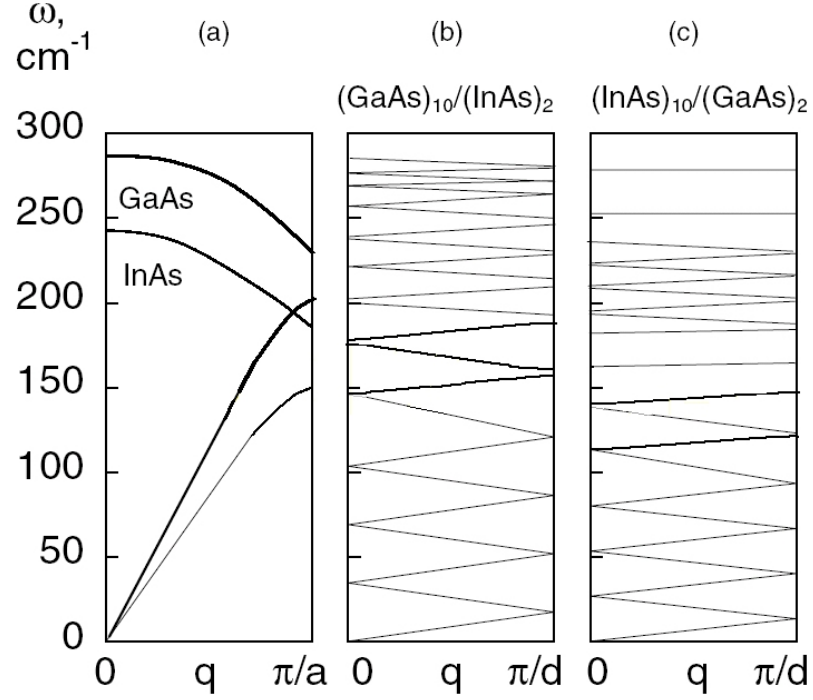 ω,
cm⁻¹
(a)
(b)
(c)
(GaAs)₁₀/(InAs)₂
(InAs)₁₀/(GaAs)₂
300
250
200
150
100
50
0
GaAs
InAs
0 q π/a
0 q π/d
0 q π/d